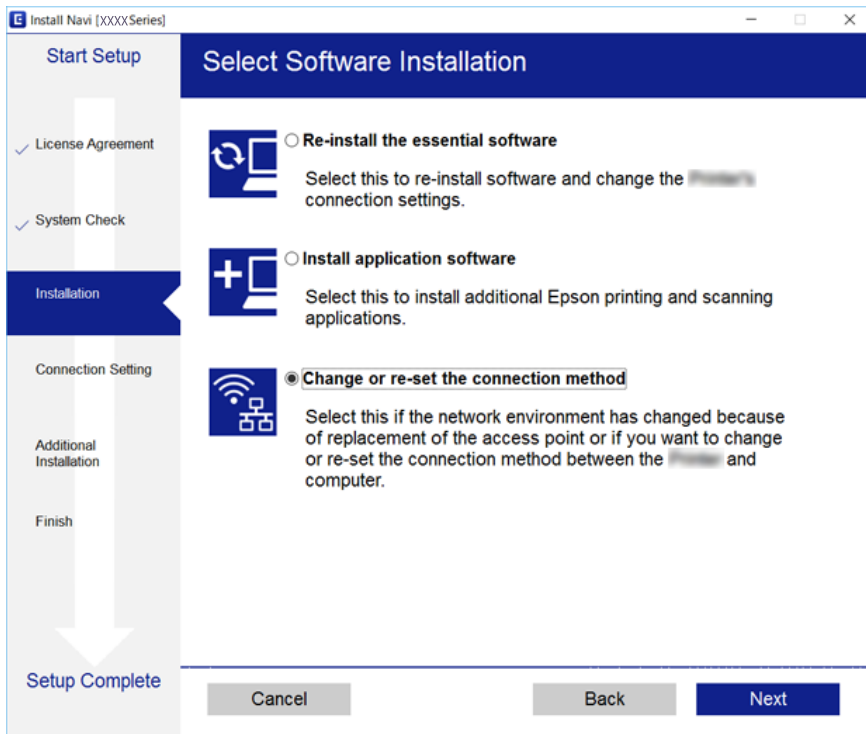 E Install Navi [XXXXSeries]
Start Setup
Select Software Installation
License Agreement
System Check
Installation
Connection Setting
Additional
Installation
Finish
Setup Complete
Re-install the essential software
Select this to re-install software and change the
connection settings.
Install application software
Select this to install additional Epson printing and scanning
applications.
Change or re-set the connection method
Select this if the network environment has changed because
of replacement of the access point or if you want to change
or re-set the connection method between the and
computer.
Cancel
Back
Next